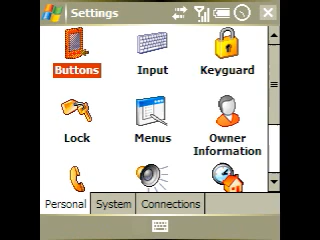 Settings
Buttons Input Keyguard
Lock Menus Owner
Information
Personal System Connections